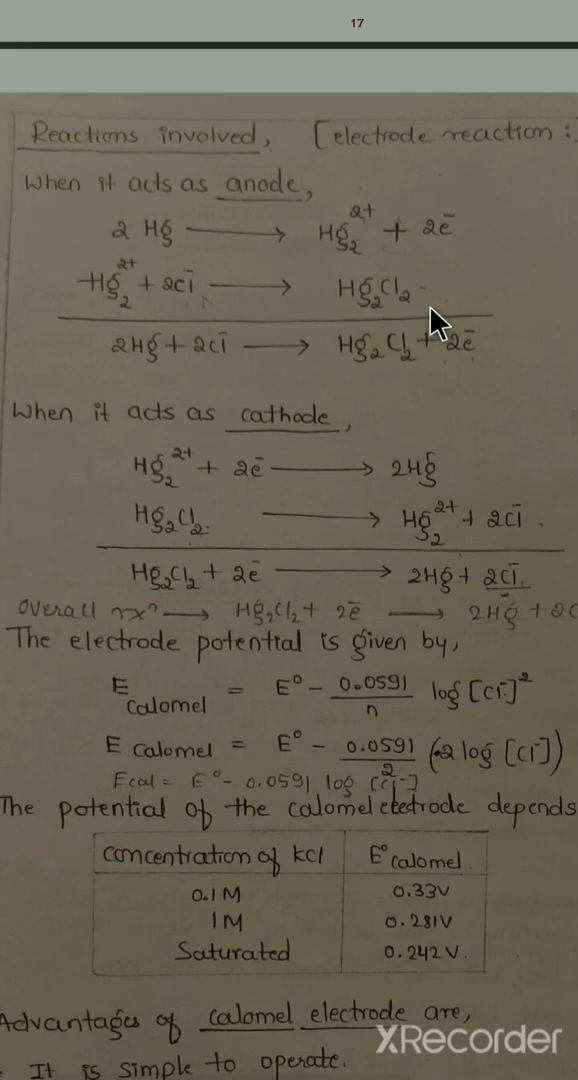 17
Reactions involved, [electrode reaction:
When it acts as anode,
2 Hg ⟶ Hg₂²⁺ + 2e⁻
Hg₂²⁺ + 2Cl⁻ ⟶ Hg₂Cl₂
2Hg + 2Cl⁻ ⟶ Hg₂Cl₂ + 2e⁻
When it acts as cathode,
Hg₂²⁺ + 2e⁻ ⟶ 2Hg
Hg₂Cl₂ ⟶ Hg₂²⁺ + 2Cl⁻.
Hg₂Cl₂ + 2e⁻ ⟶ 2Hg + 2Cl⁻.
Overall rxⁿ ⟶ Hg₂Cl₂ + 2e⁻ ⟶ 2Hg + 2C
The electrode potential is given by,
E calomel = E° - 0.0591/n log [Cl⁻]²
E calomel = E° - 0.0591/2 (2 log [Cl⁻])
Ecal = E° - 0.0591 log [Cl⁻]
The potential of the calomel electrode depends
Concentration of KCl E° calomel.
0.1M 0.33V
1M 0.281V
Saturated 0.242V.
Advantages of calomel electrode are,
It is simple to operate.
XRecorder